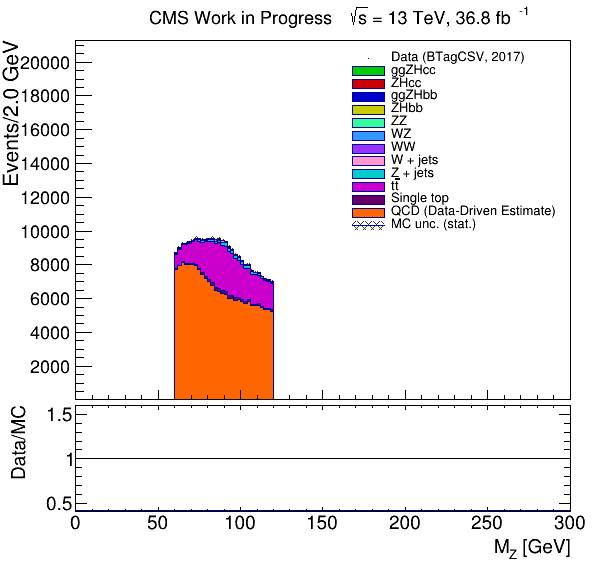 CMS Work in Progress √s = 13 TeV, 36.8 fb⁻¹
Events/2.0 GeV
20000
18000
16000
14000
12000
10000
8000
6000
4000
2000
Data (BTagCSV, 2017)
ggZHcc
ZHcc
ggZHbb
ZHbb
ZZ
WZ
WW
W + jets
Z + jets
tt̅
Single top
QCD (Data-Driven Estimate)
MC unc. (stat.)
Data/MC
1.5
1
0.5
0 50 100 150 200 250 300
M_Z [GeV]